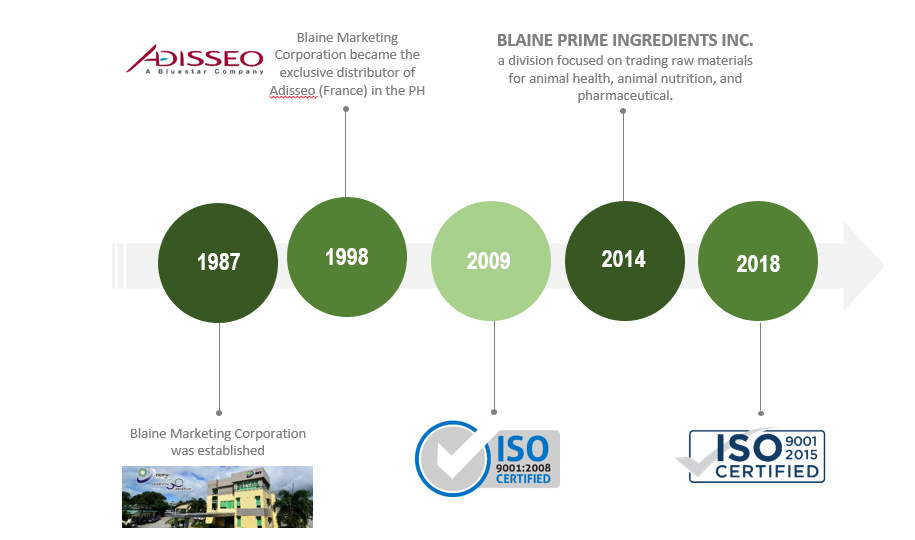 ADISSEO
A Bluestar Company
Blaine Marketing
Corporation became the
exclusive distributor of
Adisseo (France) in the PH
BLAINE PRIME INGREDIENTS INC.
a division focused on trading raw materials
for animal health, animal nutrition, and
pharmaceutical.
1987
1998
2009
2014
2018
Blaine Marketing Corporation
was established
ISO
9001:2008
CERTIFIED
ISO
9001
2015
CERTIFIED